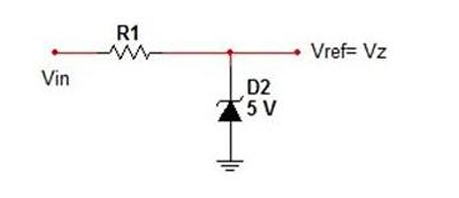 R1
Vin
Vref= Vz
D2
5 V